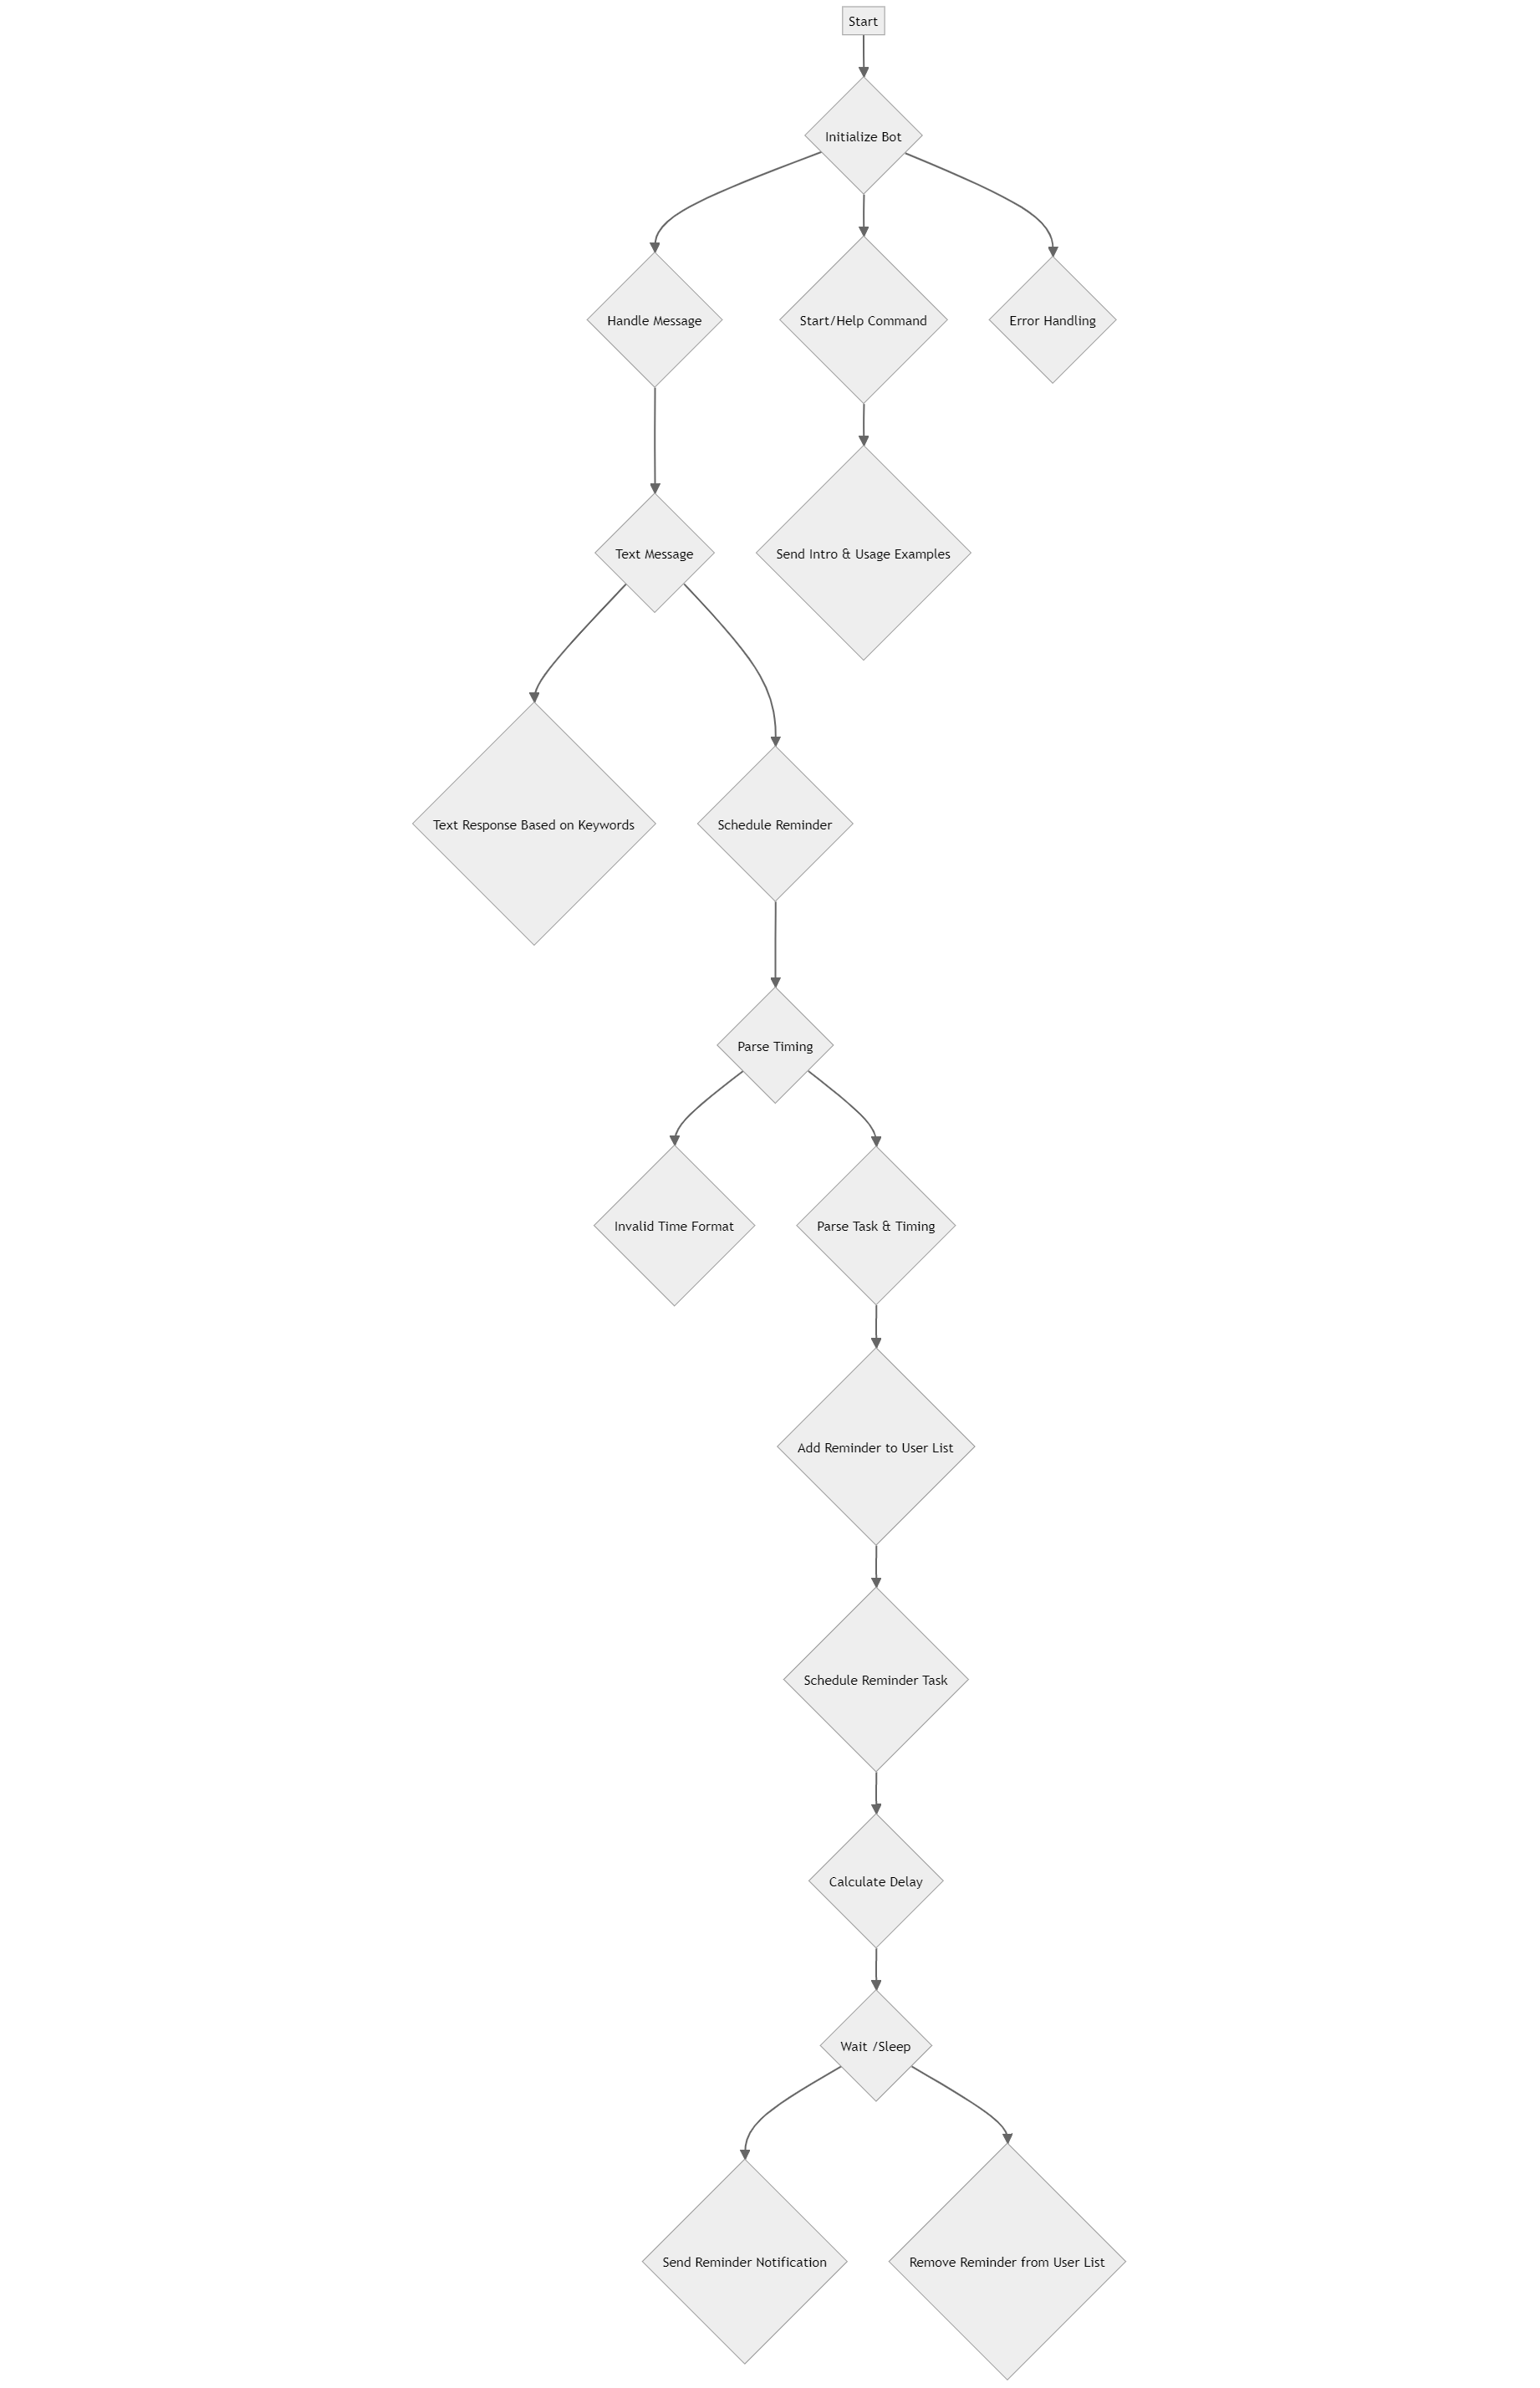 Start
Initialize Bot
Handle Message
Start/Help Command
Error Handling
Text Message
Send Intro & Usage Examples
Text Response Based on Keywords
Schedule Reminder
Parse Timing
Invalid Time Format
Parse Task & Timing
Add Reminder to User List
Schedule Reminder Task
Calculate Delay
Wait /Sleep
Send Reminder Notification
Remove Reminder from User List